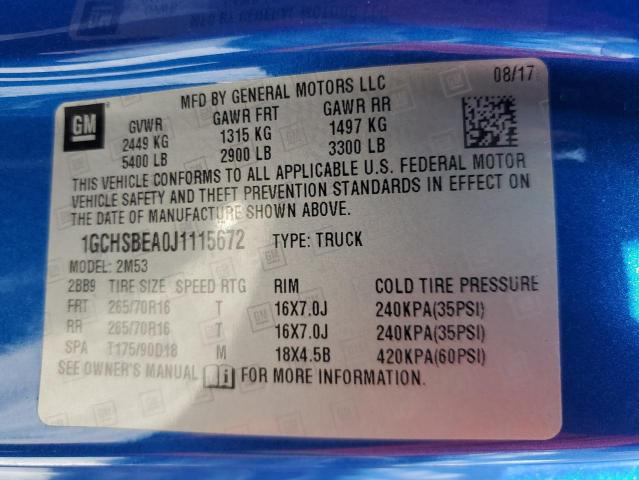 MFD BY GENERAL MOTORS LLC 08/17
GM GVWR GAWR FRT GAWR RR
2449 KG 1315 KG 1497 KG
5400 LB 2900 LB 3300 LB
THIS VEHICLE CONFORMS TO ALL APPLICABLE U.S. FEDERAL MOTOR
VEHICLE SAFETY AND THEFT PREVENTION STANDARDS IN EFFECT ON
THE DATE OF MANUFACTURE SHOWN ABOVE.
1GCHSBEA0J1115672 TYPE: TRUCK
MODEL: 2M53
2BB9 TIRE SIZE SPEED RTG RIM COLD TIRE PRESSURE
FRT 265/70R16 T 16X7.0J 240KPA(35PSI)
RR 265/70R16 T 16X7.0J 240KPA(35PSI)
SPA T175/90D18 M 18X4.5B 420KPA(60PSI)
SEE OWNER'S MANUAL i FOR MORE INFORMATION.